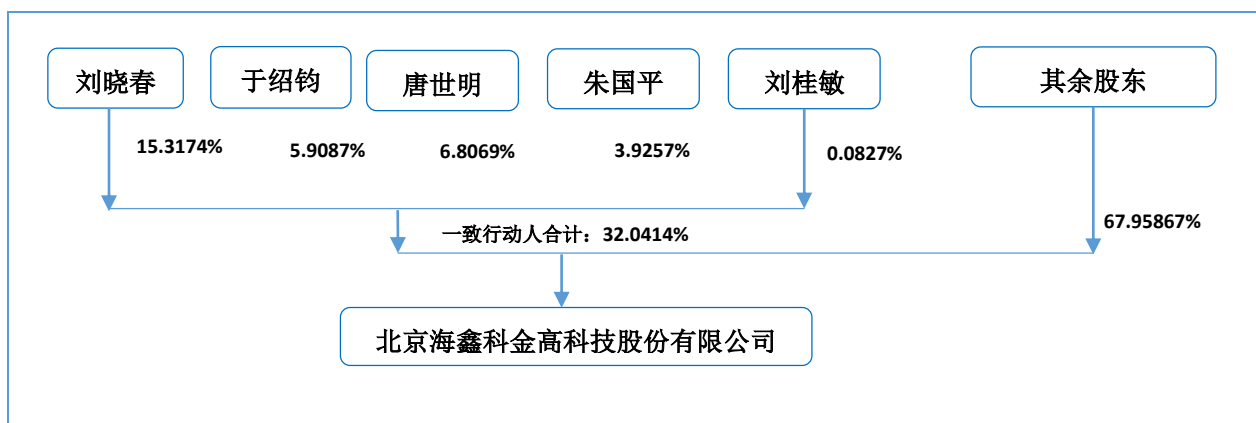 刘晓春
于绍钧
唐世明
朱国平
刘桂敏
其余股东
15.3174%
5.9087%
6.8069%
3.9257%
0.0827%
67.95867%
一致行动人合计：32.0414%
北京海鑫科金高科技股份有限公司